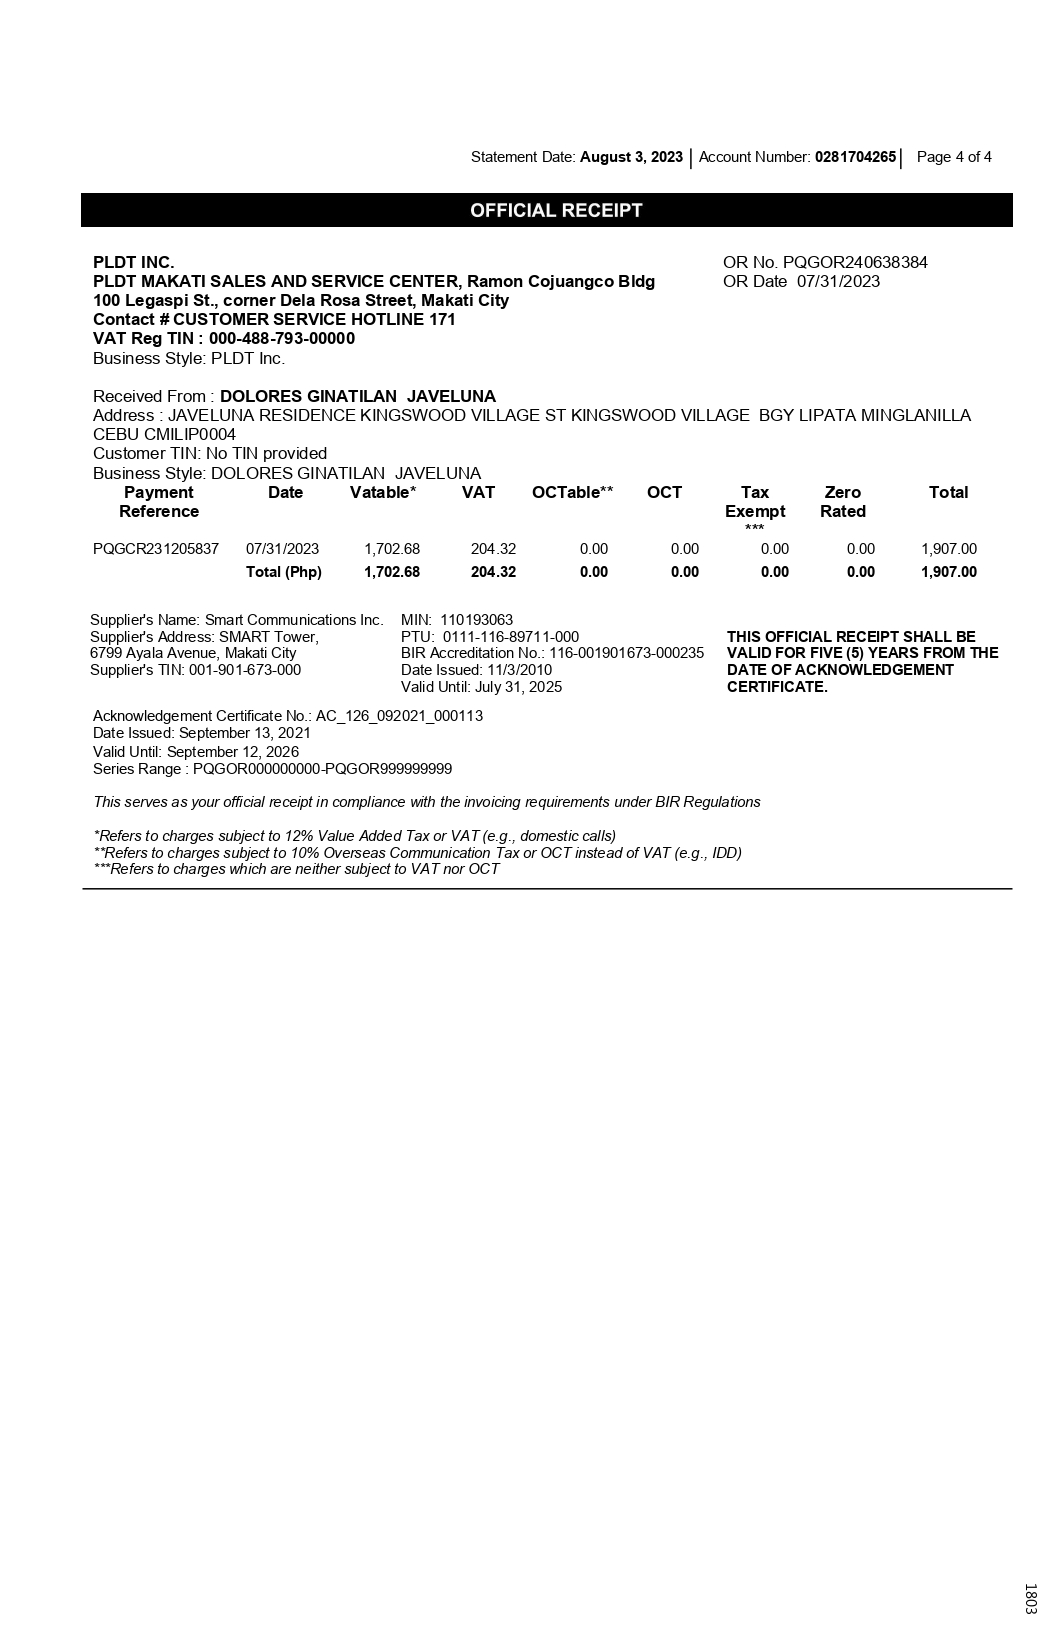 Statement Date: August 3, 2023 | Account Number: 0281704265 | Page 4 of 4
OFFICIAL RECEIPT
PLDT INC.
OR No. PQGOR240638384
PLDT MAKATI SALES AND SERVICE CENTER, Ramon Cojuangco Bldg
OR Date 07/31/2023
100 Legaspi St., corner Dela Rosa Street, Makati City
Contact # CUSTOMER SERVICE HOTLINE 171
VAT Reg TIN : 000-488-793-00000
Business Style: PLDT Inc.
Received From : DOLORES GINATILAN JAVELUNA
Address : JAVELUNA RESIDENCE KINGSWOOD VILLAGE ST KINGSWOOD VILLAGE BGY LIPATA MINGLANILLA
CEBU CMILIP0004
Customer TIN: No TIN provided
Business Style: DOLORES GINATILAN JAVELUNA
Payment Date Vatable* VAT OCTable** OCT Tax Zero Total
Reference Exempt Rated
***
PQGCR231205837 07/31/2023 1,702.68 204.32 0.00 0.00 0.00 0.00 1,907.00
Total (Php) 1,702.68 204.32 0.00 0.00 0.00 0.00 1,907.00
Supplier's Name: Smart Communications Inc.
Supplier's Address: SMART Tower,
6799 Ayala Avenue, Makati City
Supplier's TIN: 001-901-673-000
MIN: 110193063
PTU: 0111-116-89711-000
BIR Accreditation No.: 116-001901673-000235
Date Issued: 11/3/2010
Valid Until: July 31, 2025
THIS OFFICIAL RECEIPT SHALL BE
VALID FOR FIVE (5) YEARS FROM THE
DATE OF ACKNOWLEDGEMENT
CERTIFICATE.
Acknowledgement Certificate No.: AC_126_092021_000113
Date Issued: September 13, 2021
Valid Until: September 12, 2026
Series Range : PQGOR000000000-PQGOR999999999
This serves as your official receipt in compliance with the invoicing requirements under BIR Regulations
*Refers to charges subject to 12% Value Added Tax or VAT (e.g., domestic calls)
**Refers to charges subject to 10% Overseas Communication Tax or OCT instead of VAT (e.g., IDD)
***Refers to charges which are neither subject to VAT nor OCT
1803